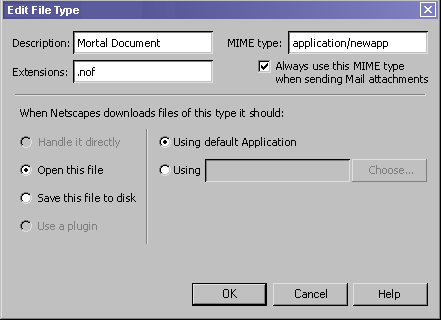 Edit File Type
Description: Mortal Document MIME type: application/newapp
Extensions: .nof Always use this MIME type
when sending Mail attachments
When Netscapes downloads files of this type it should:
Handle it directly Using default Application
Open this file Using Choose...
Save this file to disk
Use a plugin
OK Cancel Help